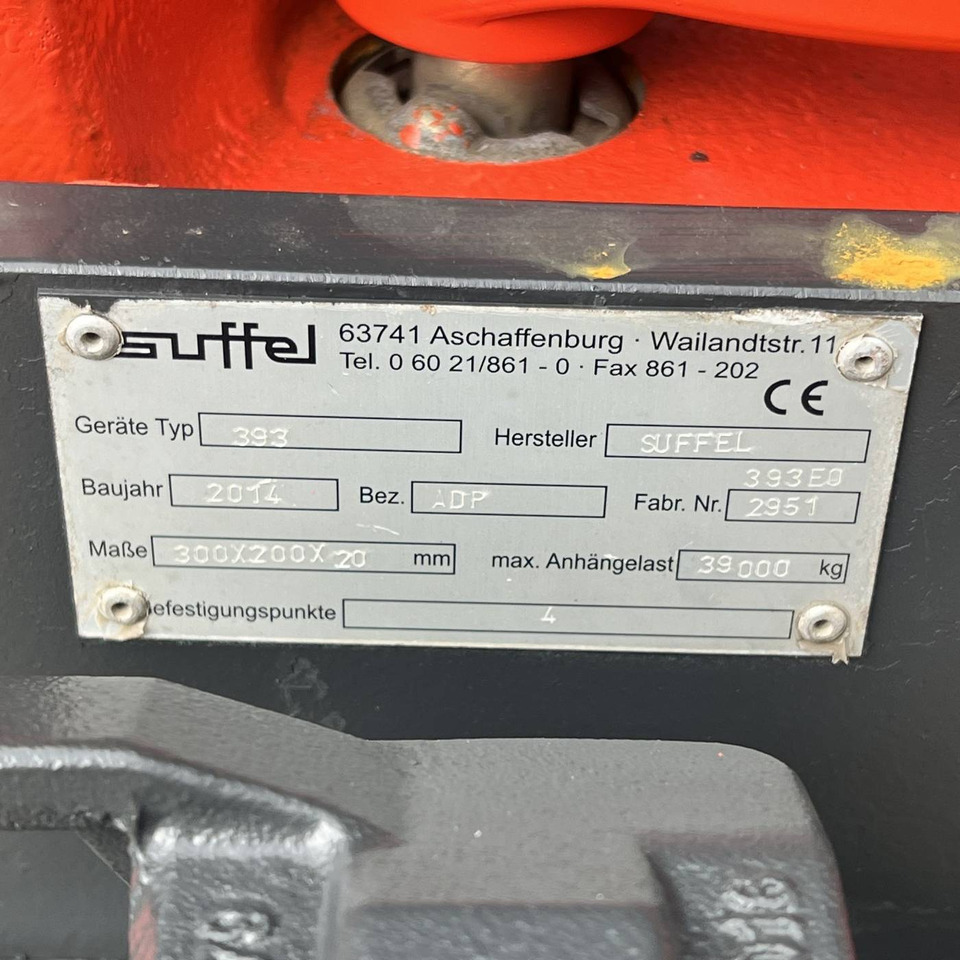 suffel 63741 Aschaffenburg · Wailandtstr. 11
Tel. 0 60 21/861 - 0 · Fax 861 - 202
CE
Geräte Typ 393 Hersteller SUFFEL
393E0
Baujahr 2014 Bez. ADP Fabr. Nr. 2951
Maße 300X200X20 mm max. Anhängelast 39000 kg
efestigungspunkte 4